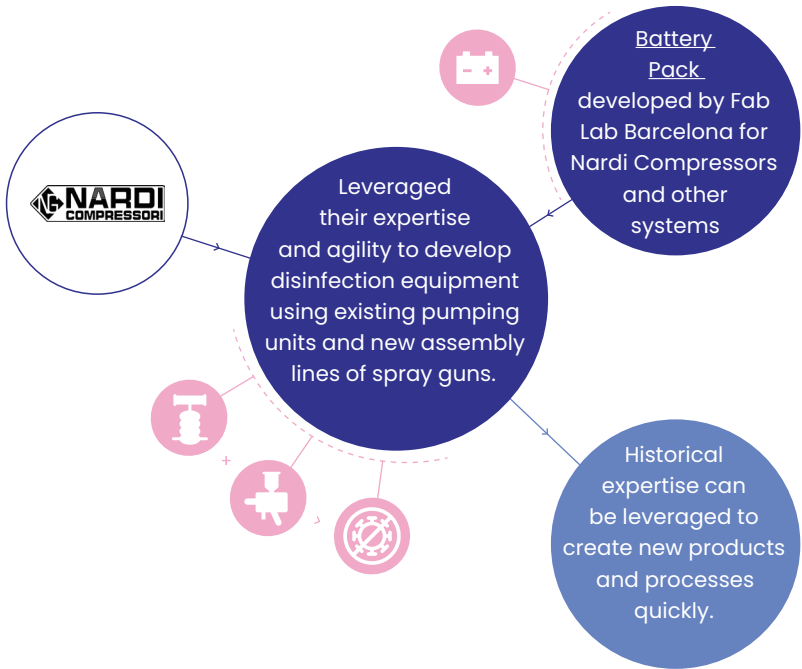 Battery
Pack
developed by Fab
Lab Barcelona for
Nardi Compressors
and other
systems
NC NARDI
COMPRESSORI
Leveraged
their expertise
and agility to develop
disinfection equipment
using existing pumping
units and new assembly
lines of spray guns.
+
Historical
expertise can
be leveraged to
create new products
and processes
quickly.